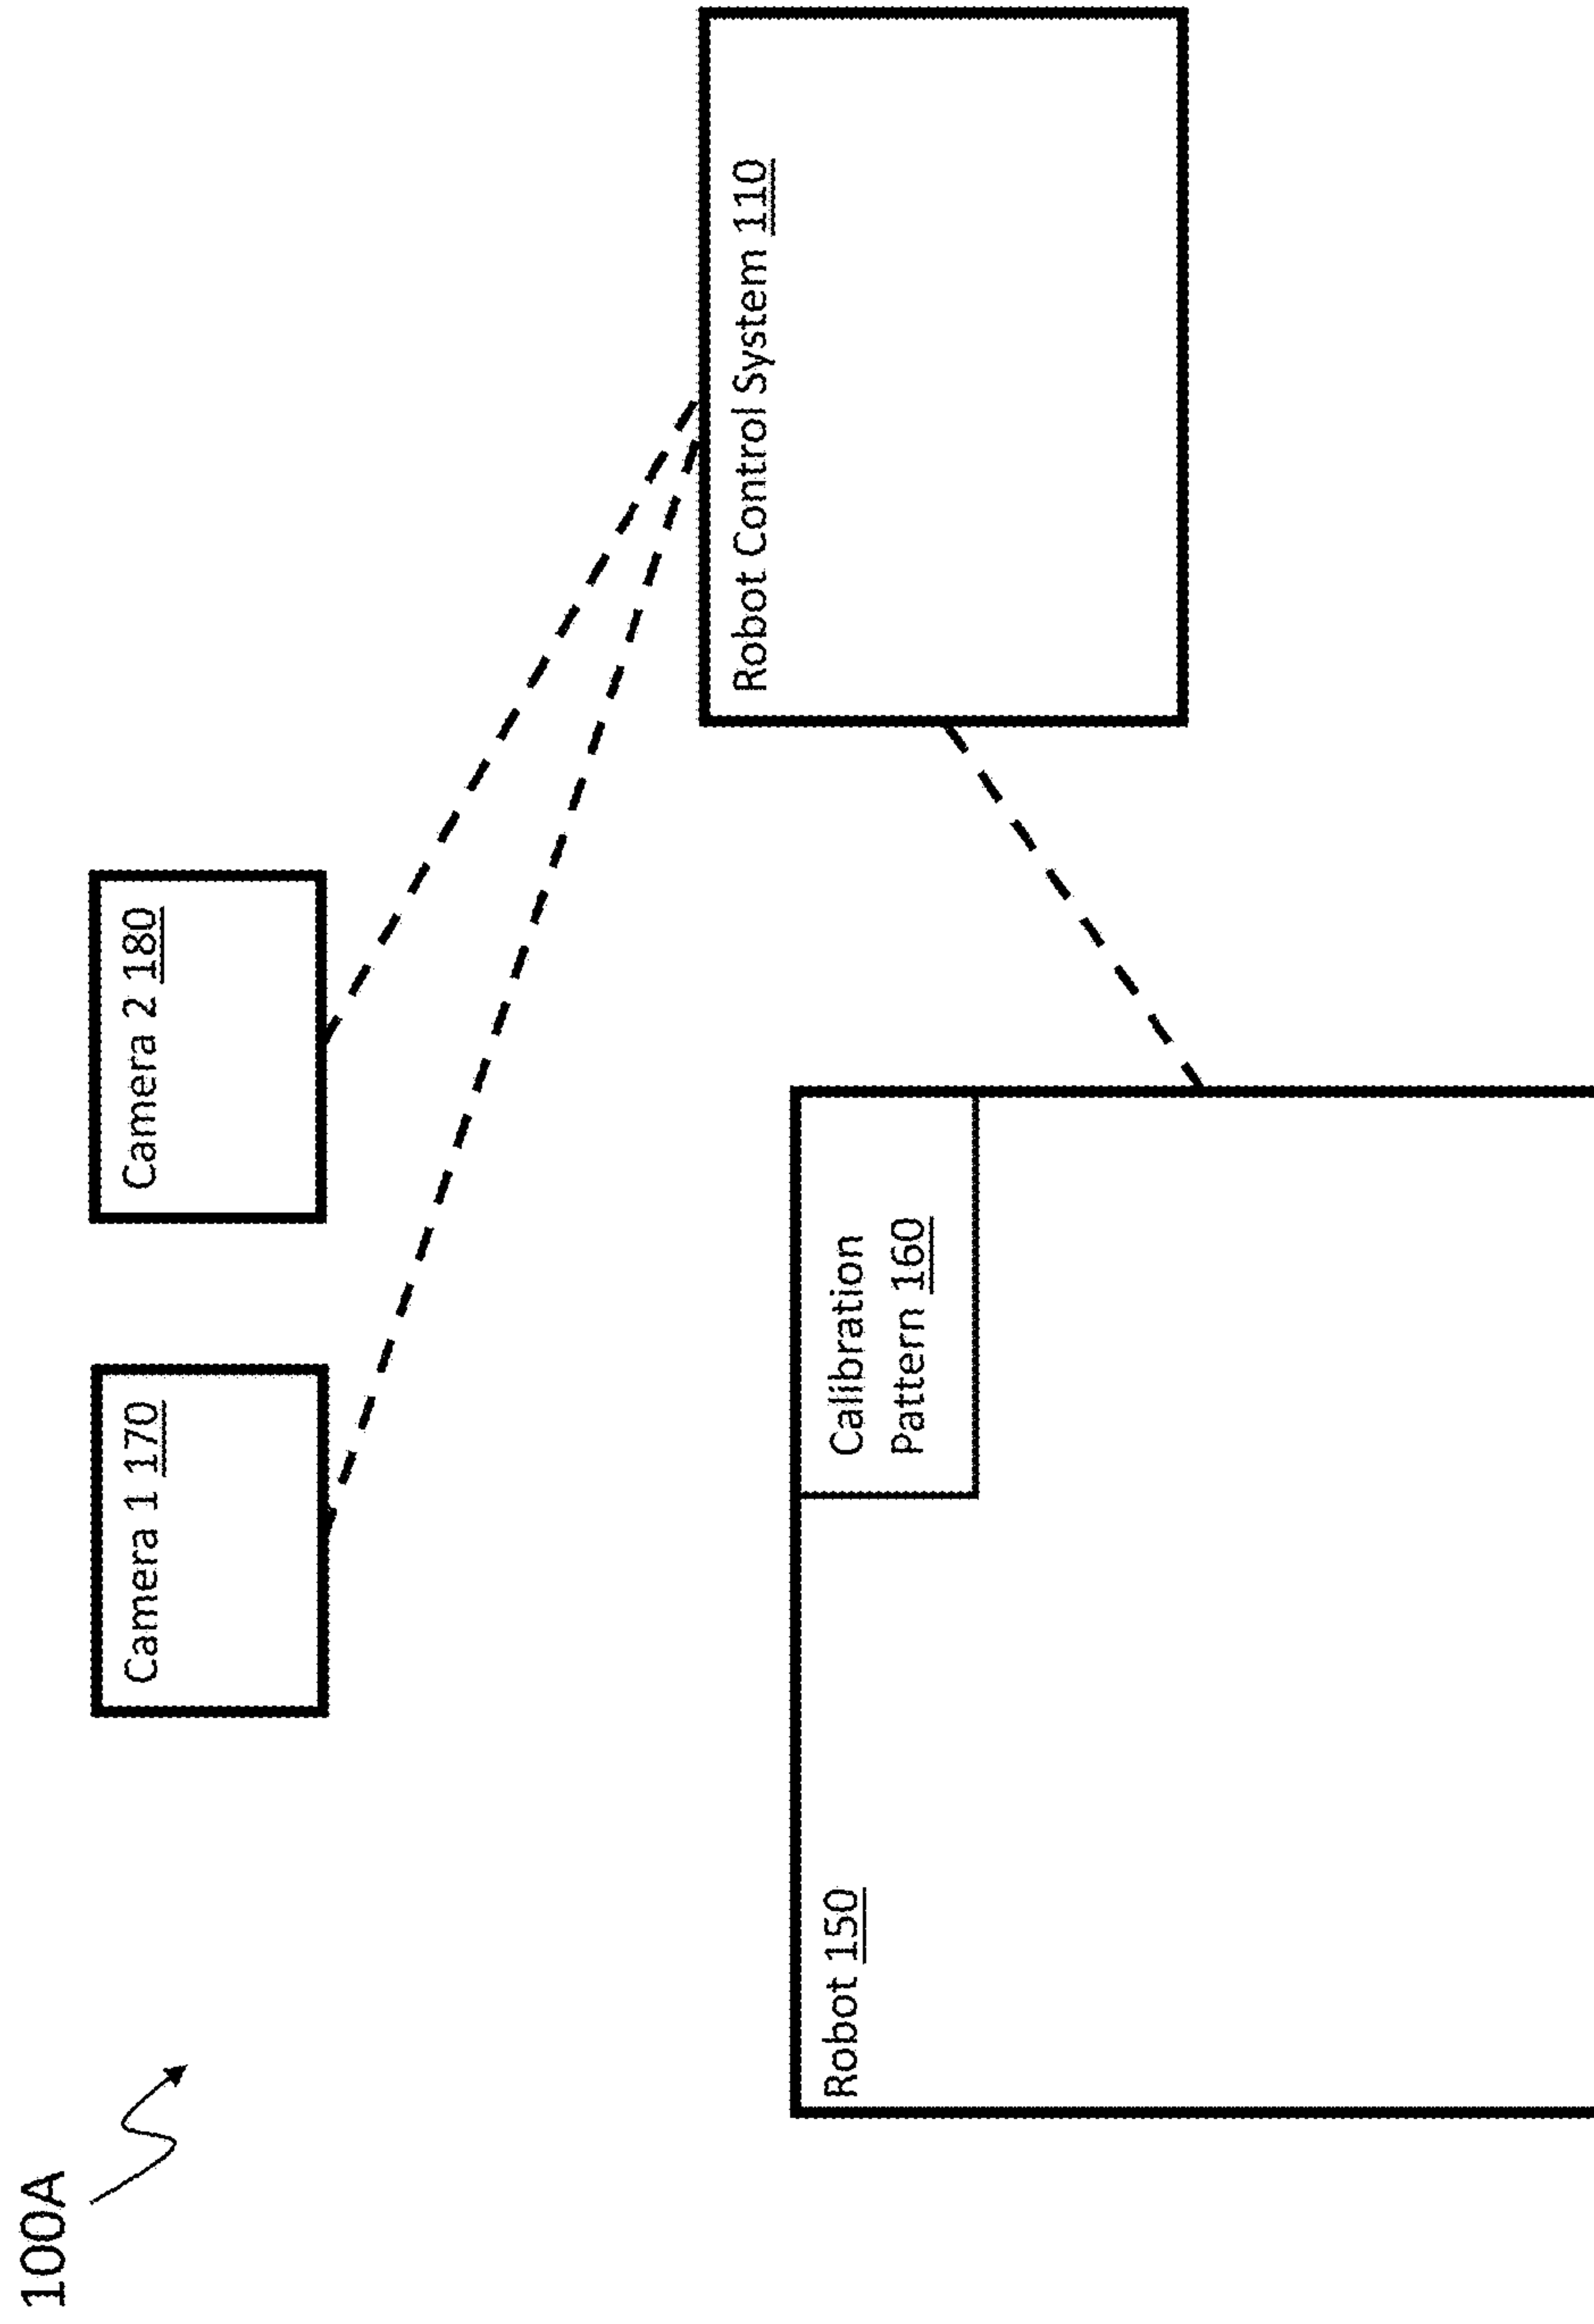 100A
Camera 1 170
Camera 2 180
Robot Control System 110
Robot 150
Calibration
Pattern 160